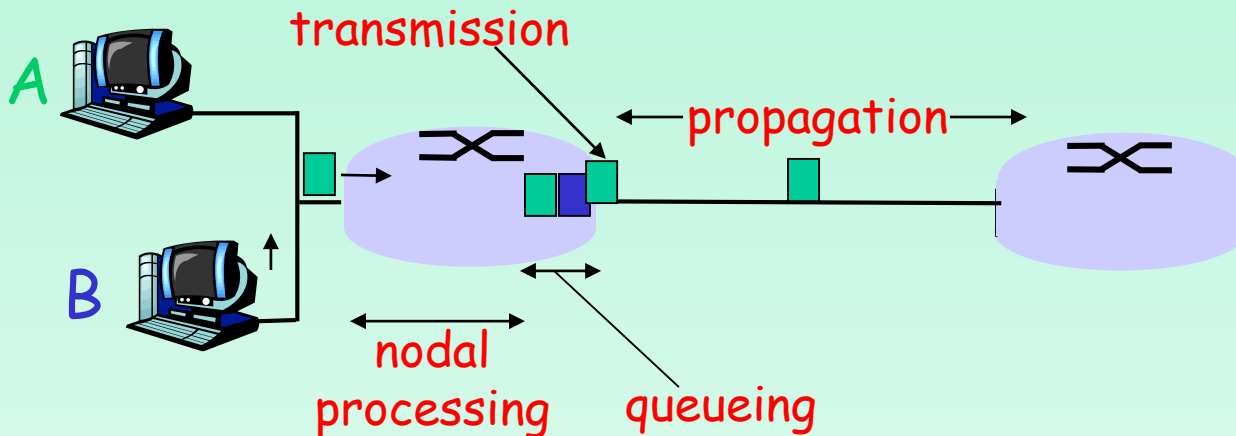 transmission
A
propagation
B
nodal
processing
queueing